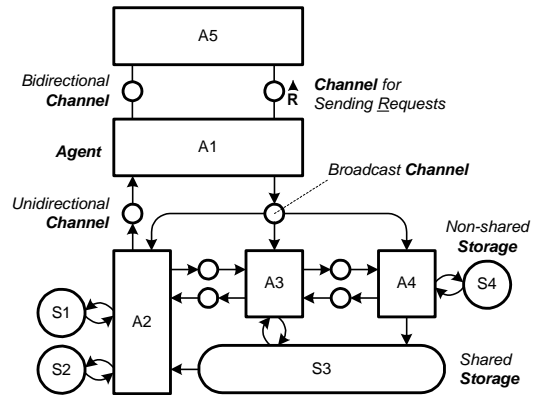 A5
Bidirectional
Channel
R
Channel for
Sending Requests
Agent
A1
Broadcast Channel
Unidirectional
Channel
Non-shared
Storage
A3
A4
S4
S1
A2
S2
S3
Shared
Storage